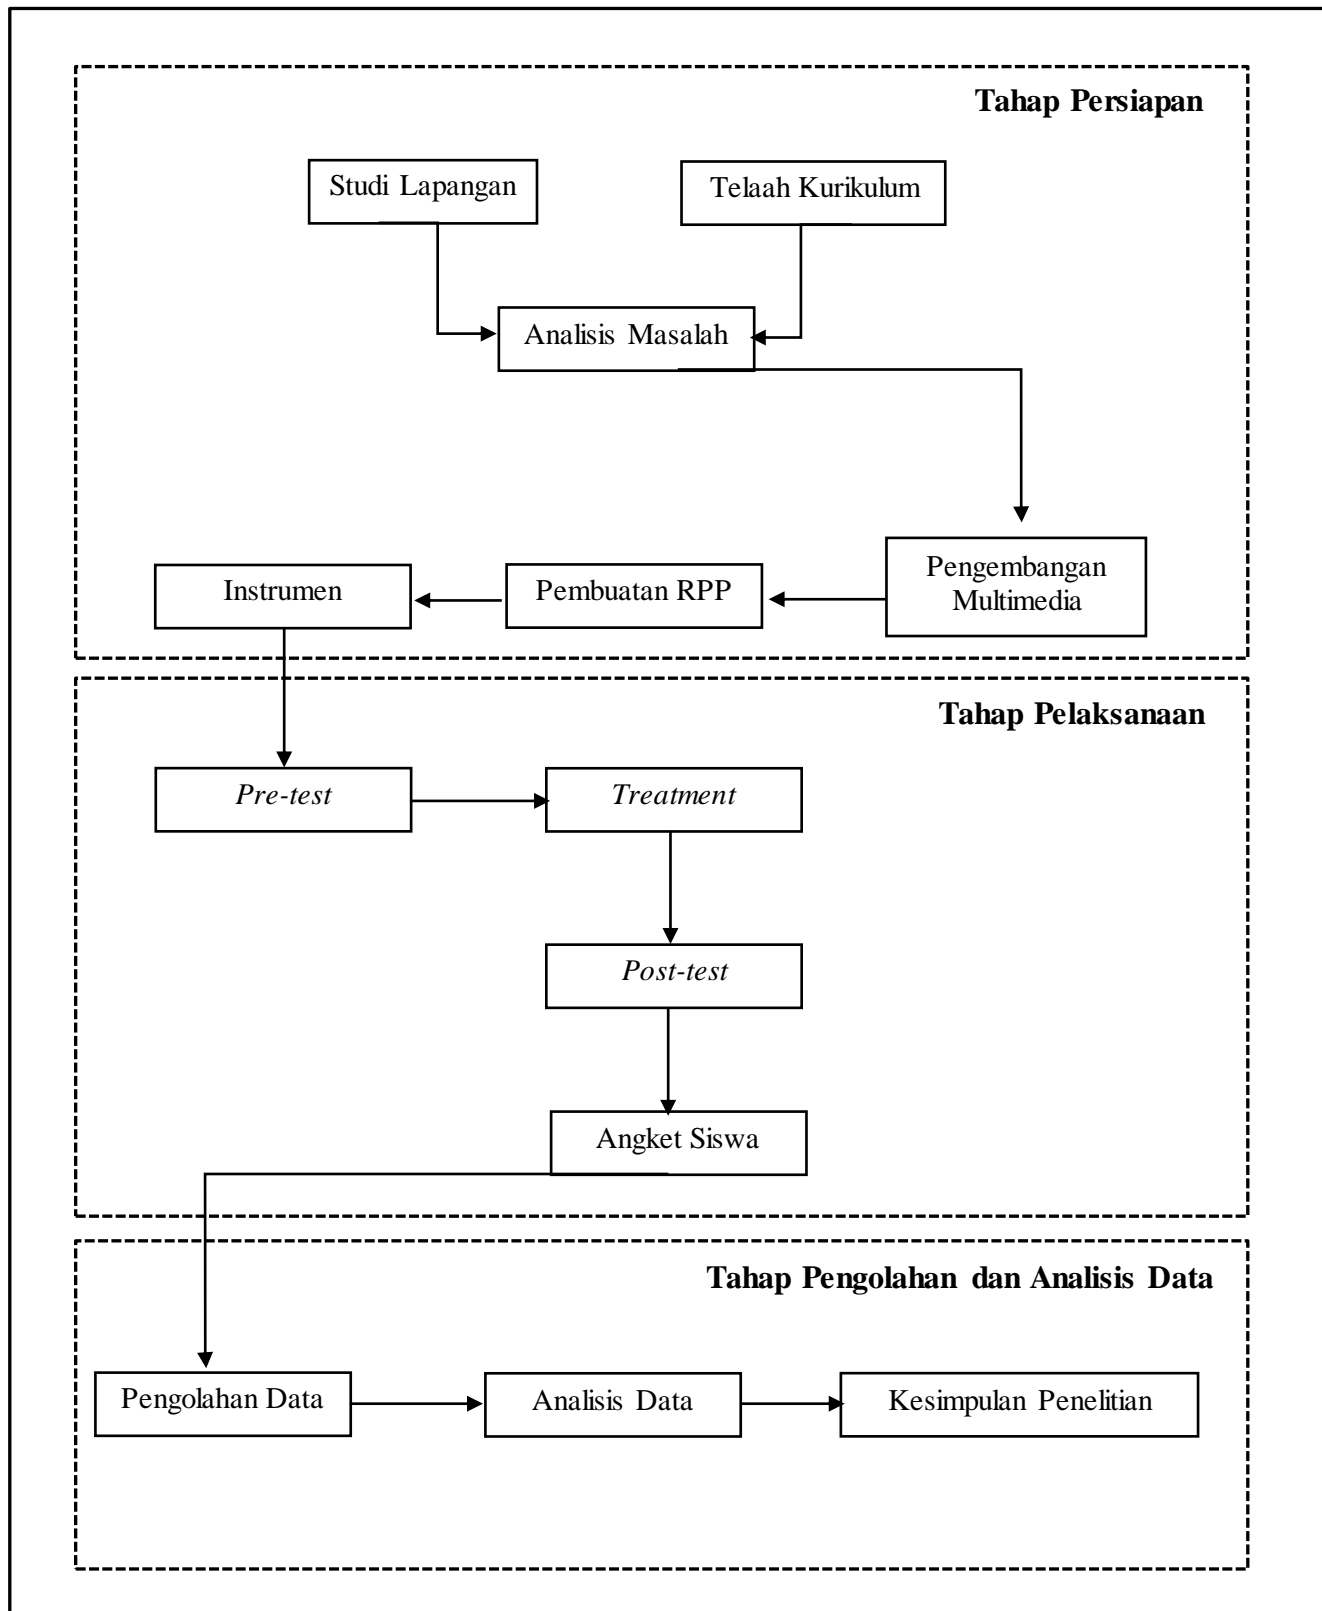 Tahap Persiapan
Studi Lapangan
Telaah Kurikulum
Analisis Masalah
Pengembangan
Multimedia
Pembuatan RPP
Instrumen
Tahap Pelaksanaan
Pre-test
Treatment
Post-test
Angket Siswa
Tahap Pengolahan dan Analisis Data
Pengolahan Data
Analisis Data
Kesimpulan Penelitian